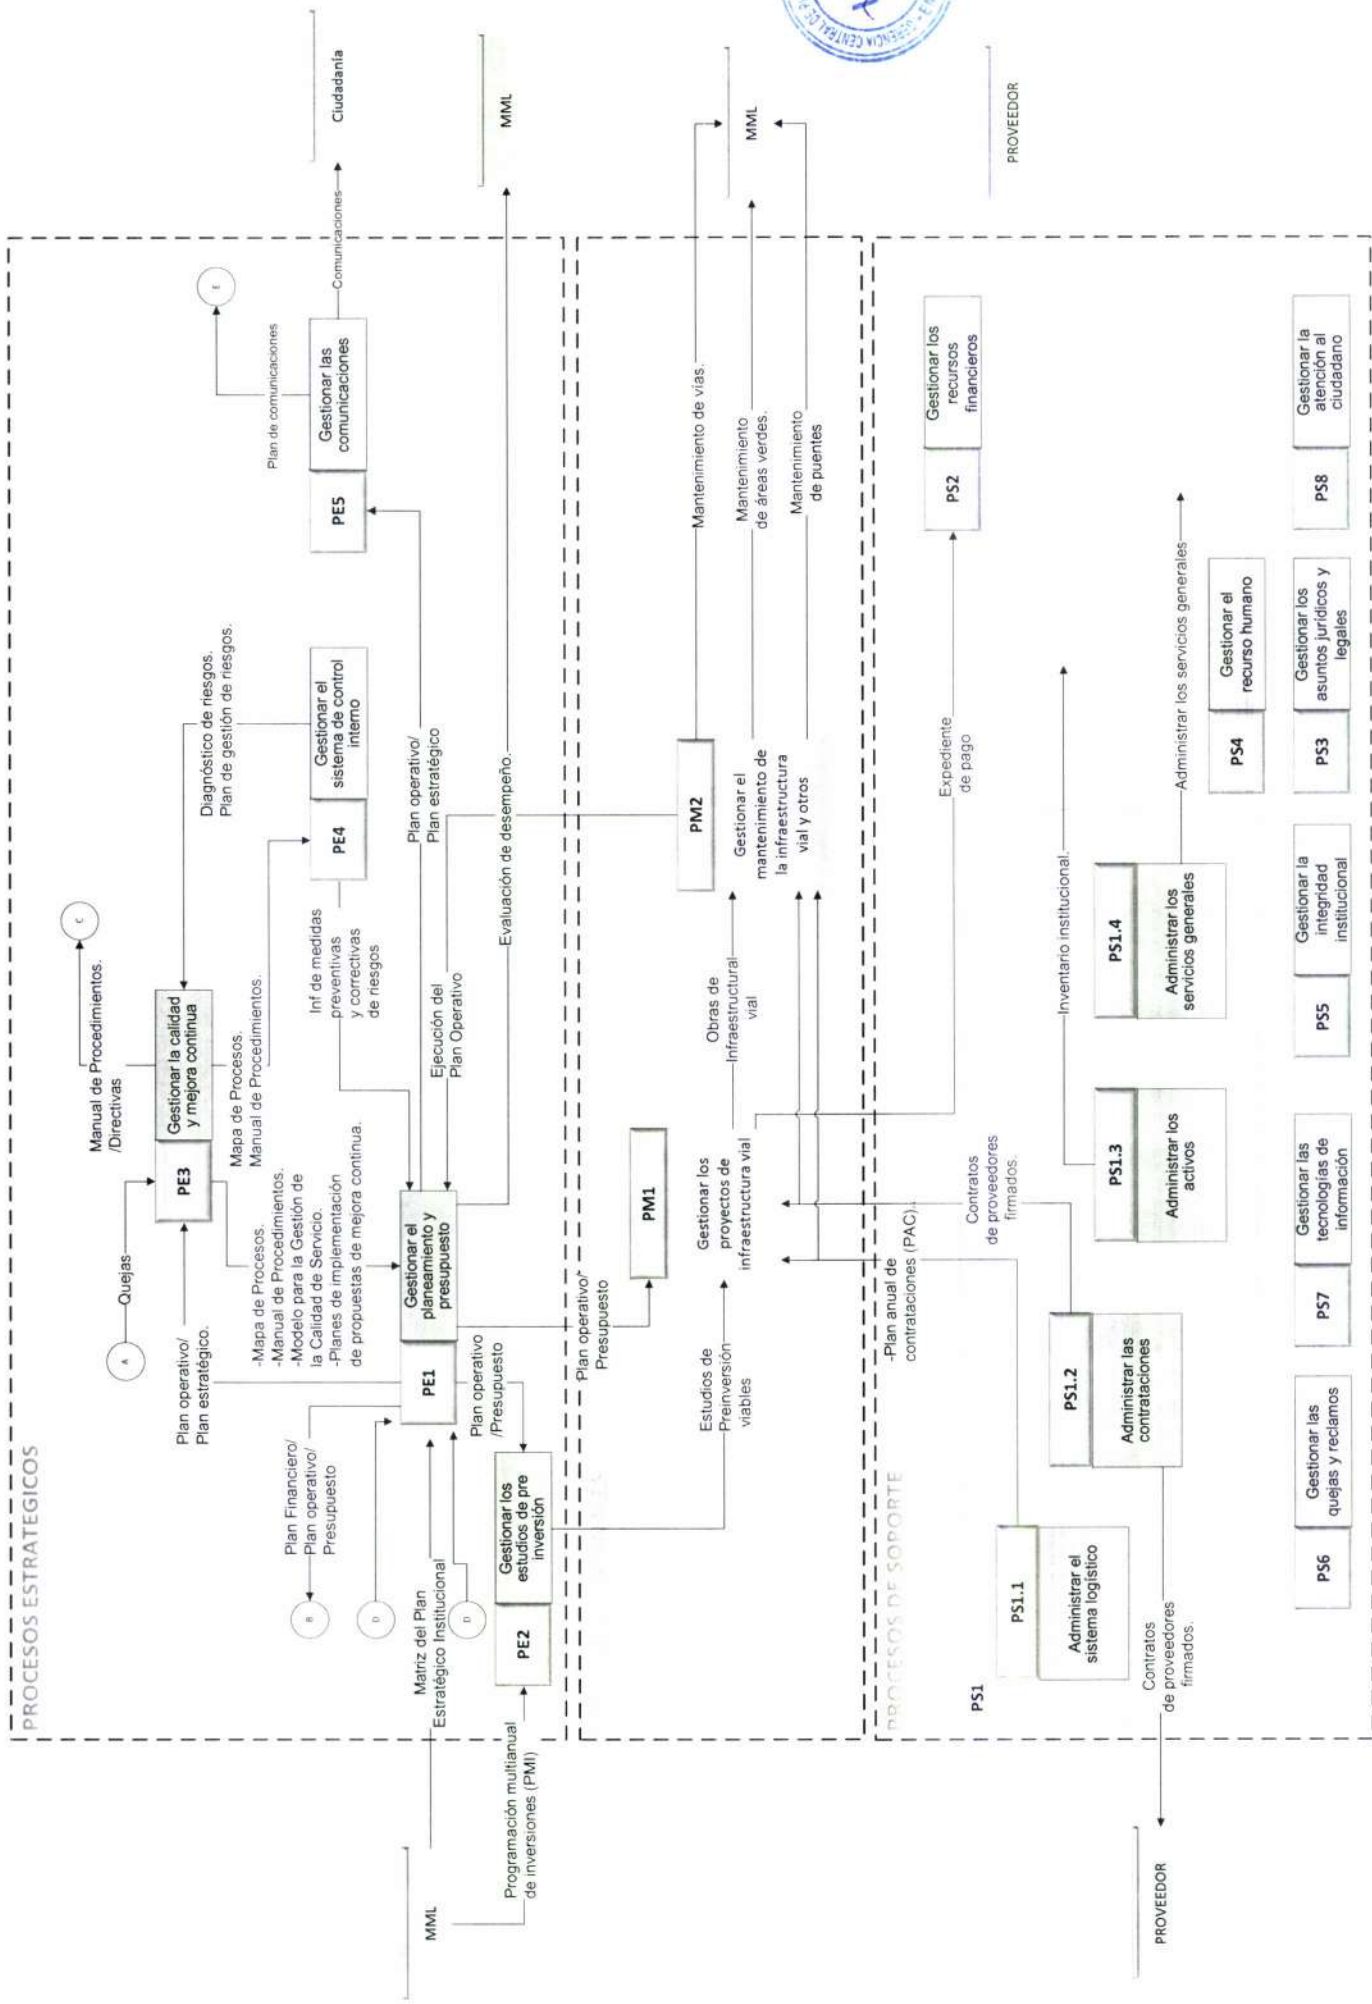 PROCESOS ESTRATEGICOS
Manual de Procedimientos.
/Directivas
C
A
Quejas
PE3
Gestionar la calidad
y mejora continua
Plan operativo/
Plan estratégico.
Mapa de Procesos.
Manual de Procedimientos.
Diagnóstico de riesgos.
Plan de gestión de riesgos.
PE4
Gestionar el
sistema de control
interno
Plan de comunicaciones
E
PE5
Gestionar las
comunicaciones
Comunicaciones
Ciudadanía
-Mapa de Procesos.
-Manual de Procedimientos.
-Modelo para la Gestión de
la Calidad de Servicio.
-Planes de implementación
de propuestas de mejora continua.
Inf de medidas
preventivas
y correctivas
de riesgos
Plan Financiero/
Plan operativo/
Presupuesto
B
D
D
Matriz del Plan
Estratégico Institucional
PE1
Gestionar el
planeamiento y
presupuesto
Plan operativo/
Plan estratégico
Ejecución del
Plan Operativo
Evaluación de desempeño.
MML
MML
Programación multianual
de inversiones (PMI)
PE2
Gestionar los
estudios de pre
inversión
Plan operativo
/Presupuesto
Plan operativo/
Presupuesto
Estudios de
Preinversión
viables
PM1
Gestionar los
proyectos de
infraestructura vial
Obras de
Infraestructural
vial
PM2
Gestionar el
mantenimiento de
la infraestructura
vial y otros
Mantenimiento de vías.
Mantenimiento
de áreas verdes.
Mantenimiento
de puentes
MML
GERENCIA CENTRAL DE
PROCESOS DE SOPORTE
-Plan anual de
contrataciones (PAC).
Contratos
de proveedores
firmados.
Expediente
de pago
PS2
Gestionar los
recursos
financieros
PROVEEDOR
PS1
PS1.1
Administrar el
sistema logístico
PS1.2
Administrar las
contrataciones
PS1.3
Administrar los
activos
Inventario institucional.
PS1.4
Administrar los
servicios generales
Administrar los servicios generales
Contratos
de proveedores
firmados.
PROVEEDOR
PS4
Gestionar el
recurso humano
PS6
Gestionar las
quejas y reclamos
PS7
Gestionar las
tecnologías de
información
PS5
Gestionar la
integridad
institucional
PS3
Gestionar los
asuntos jurídicos y
legales
PS8
Gestionar la
atención al
ciudadano